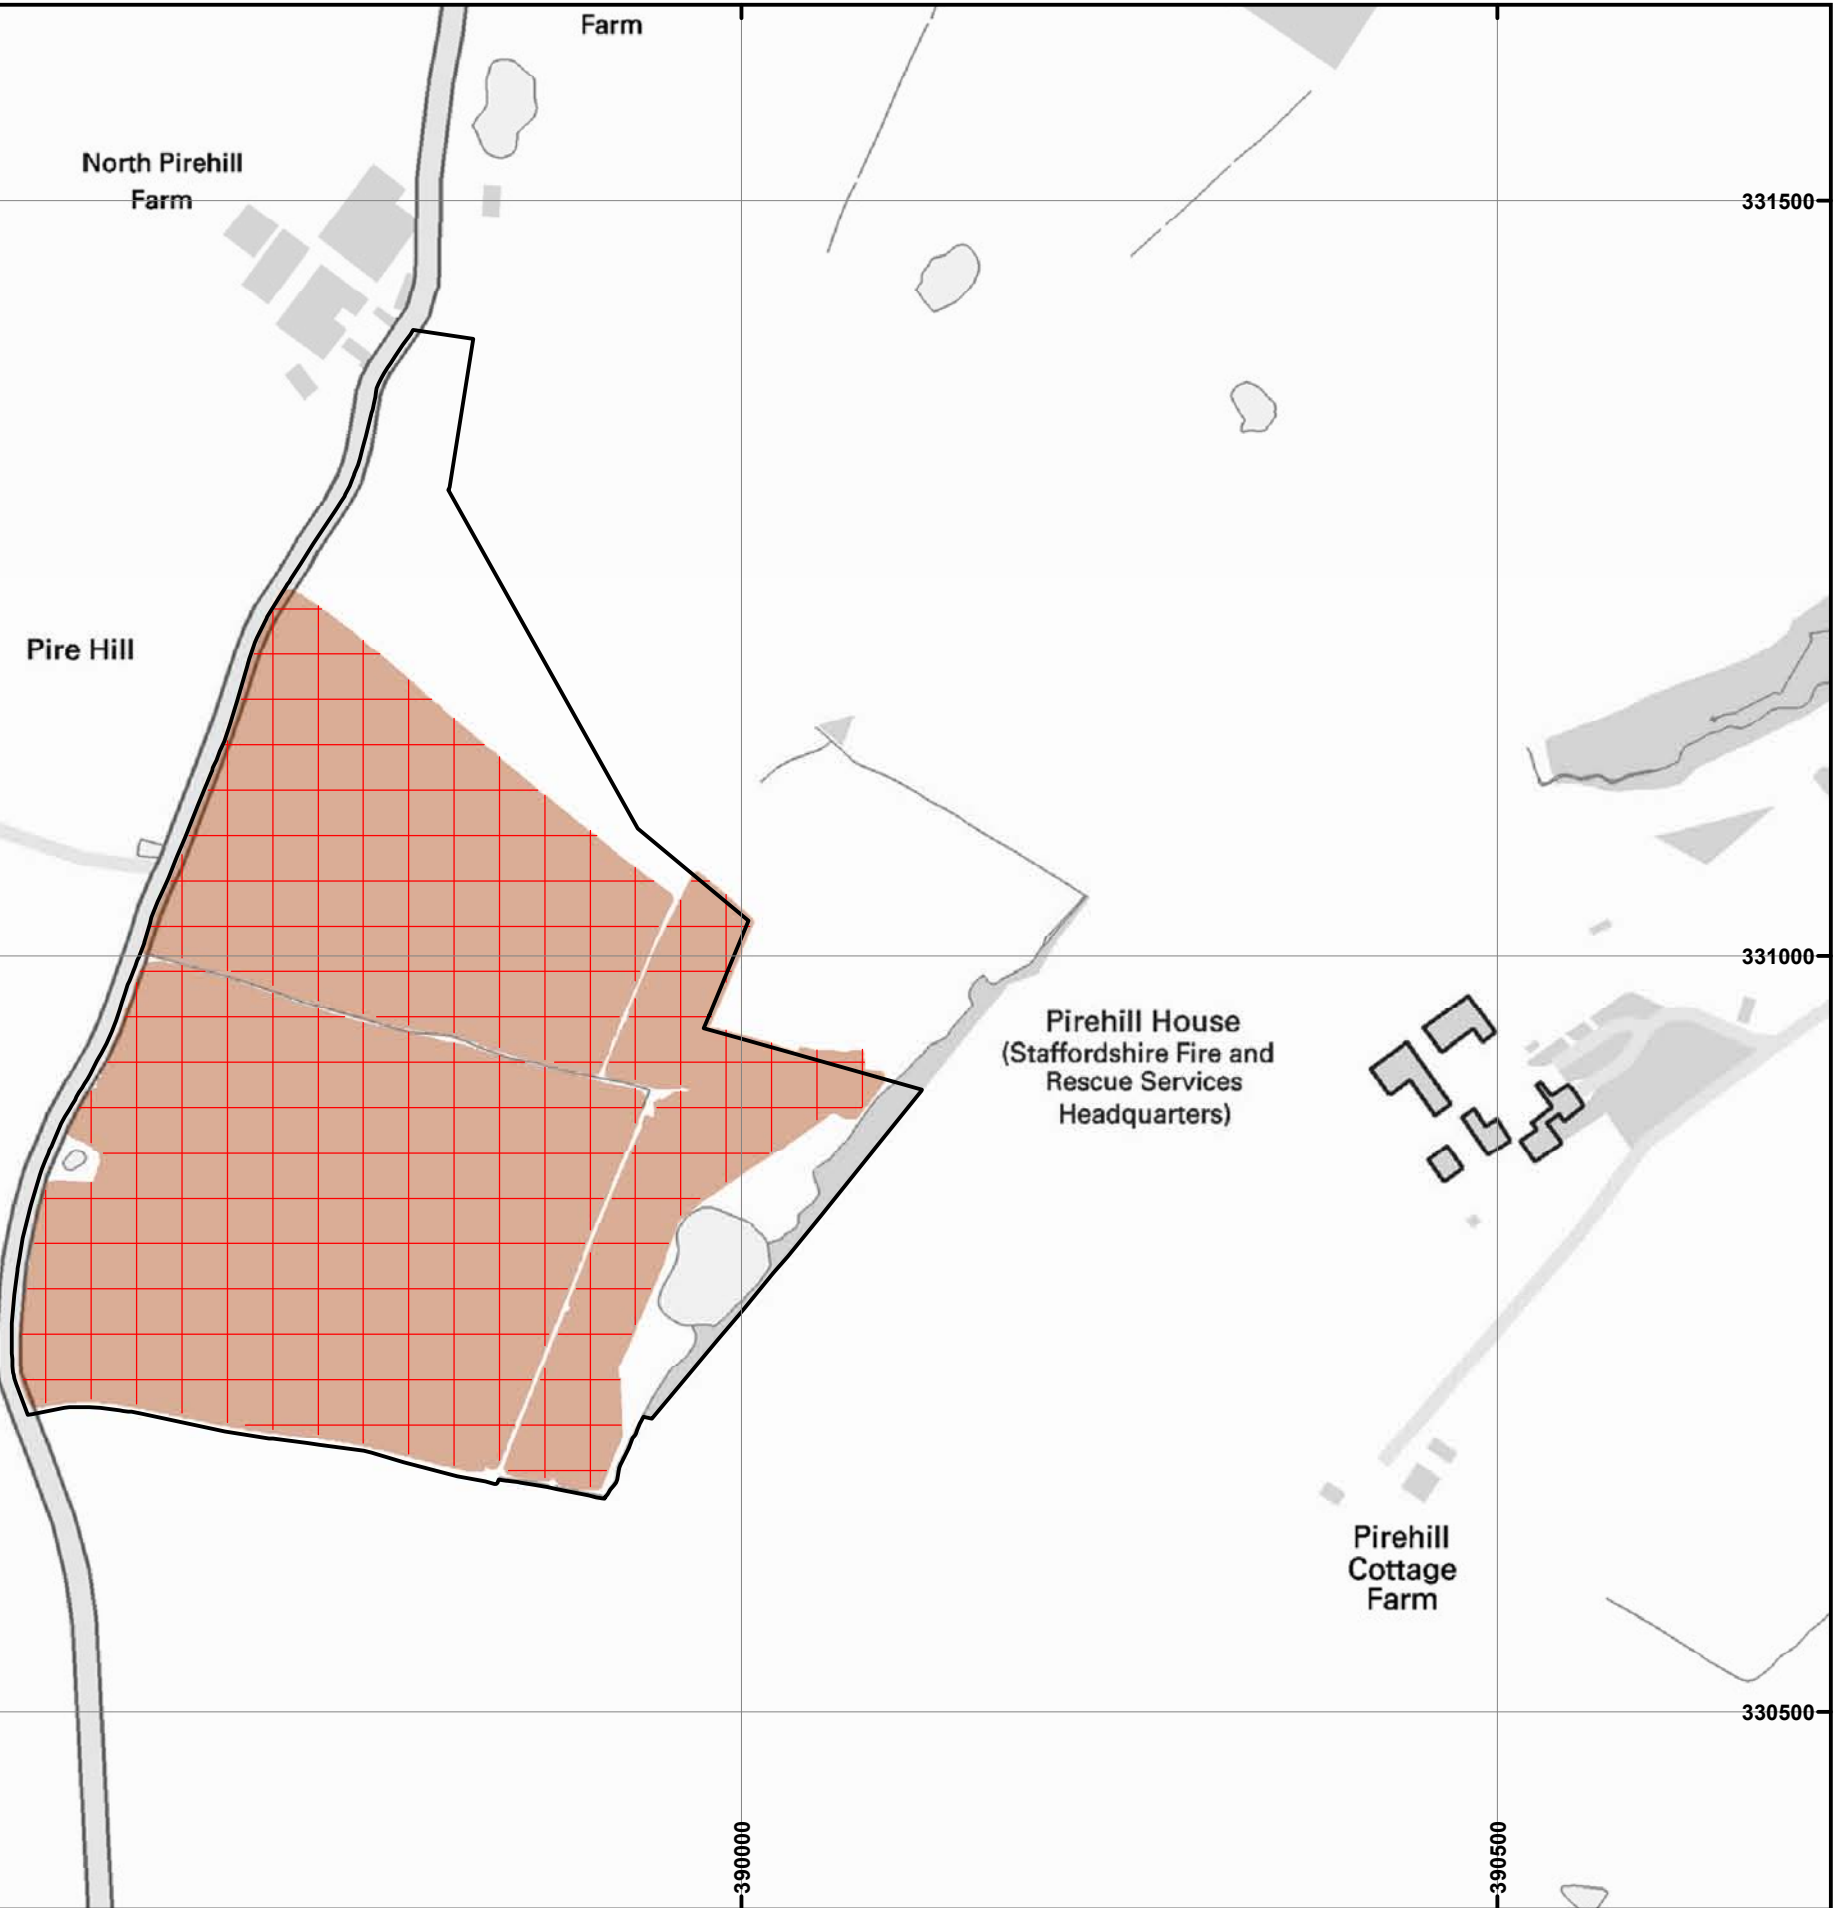 Farm
North Pirehill
Farm
331500
Pire Hill
331000
Pirehill House
(Staffordshire Fire and
Rescue Services
Headquarters)
Pirehill
Cottage
Farm
330500
390000
390500